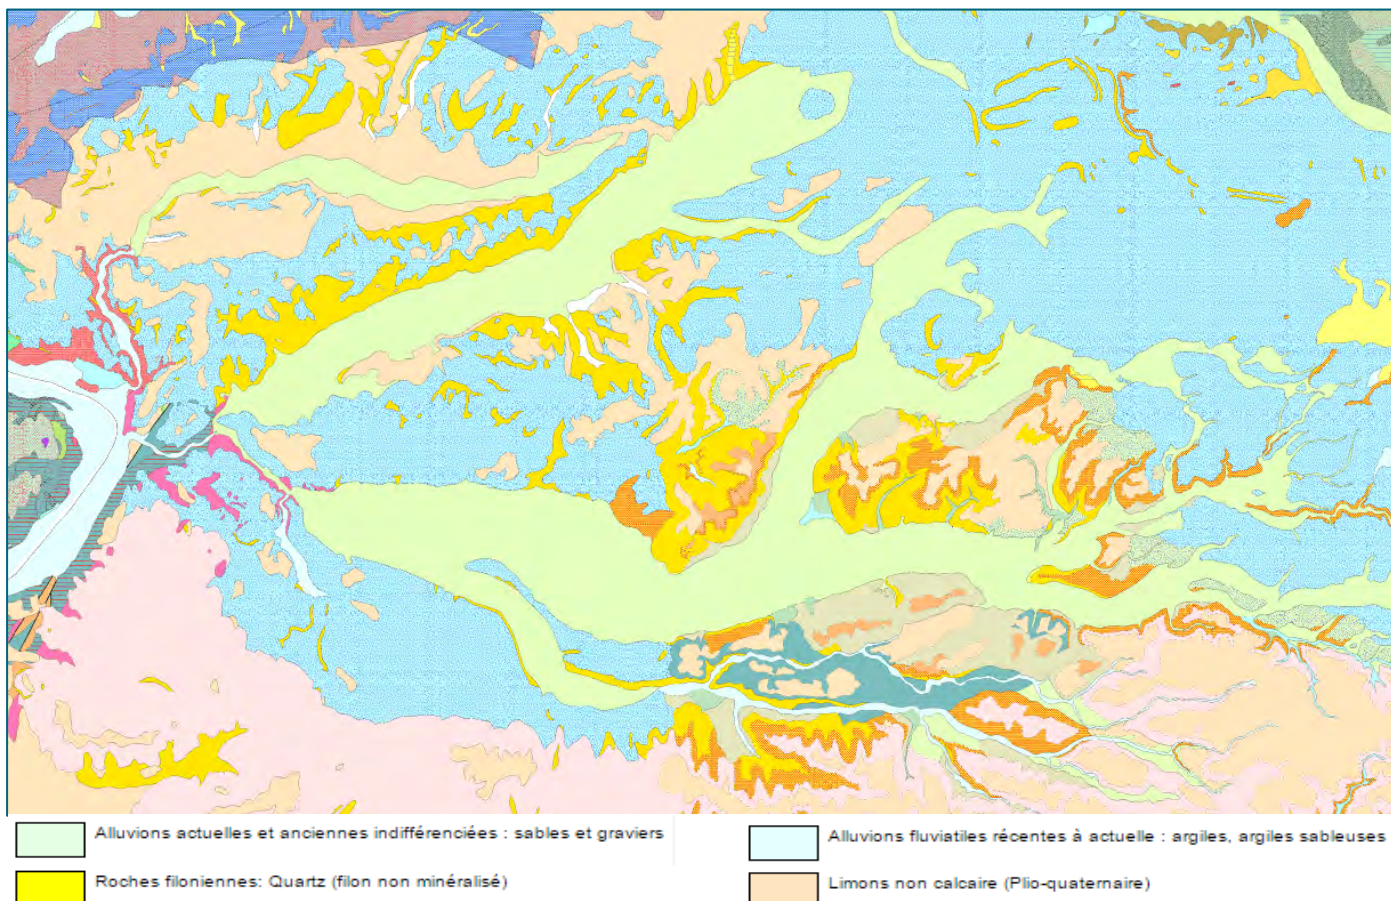 Alluvions actuelles et anciennes indifférenciées : sables et graviers
Alluvions fluviatiles récentes à actuelle : argiles, argiles sableuses
Roches filoniennes: Quartz (filon non minéralisé)
Limons non calcaire (Plio-quaternaire)